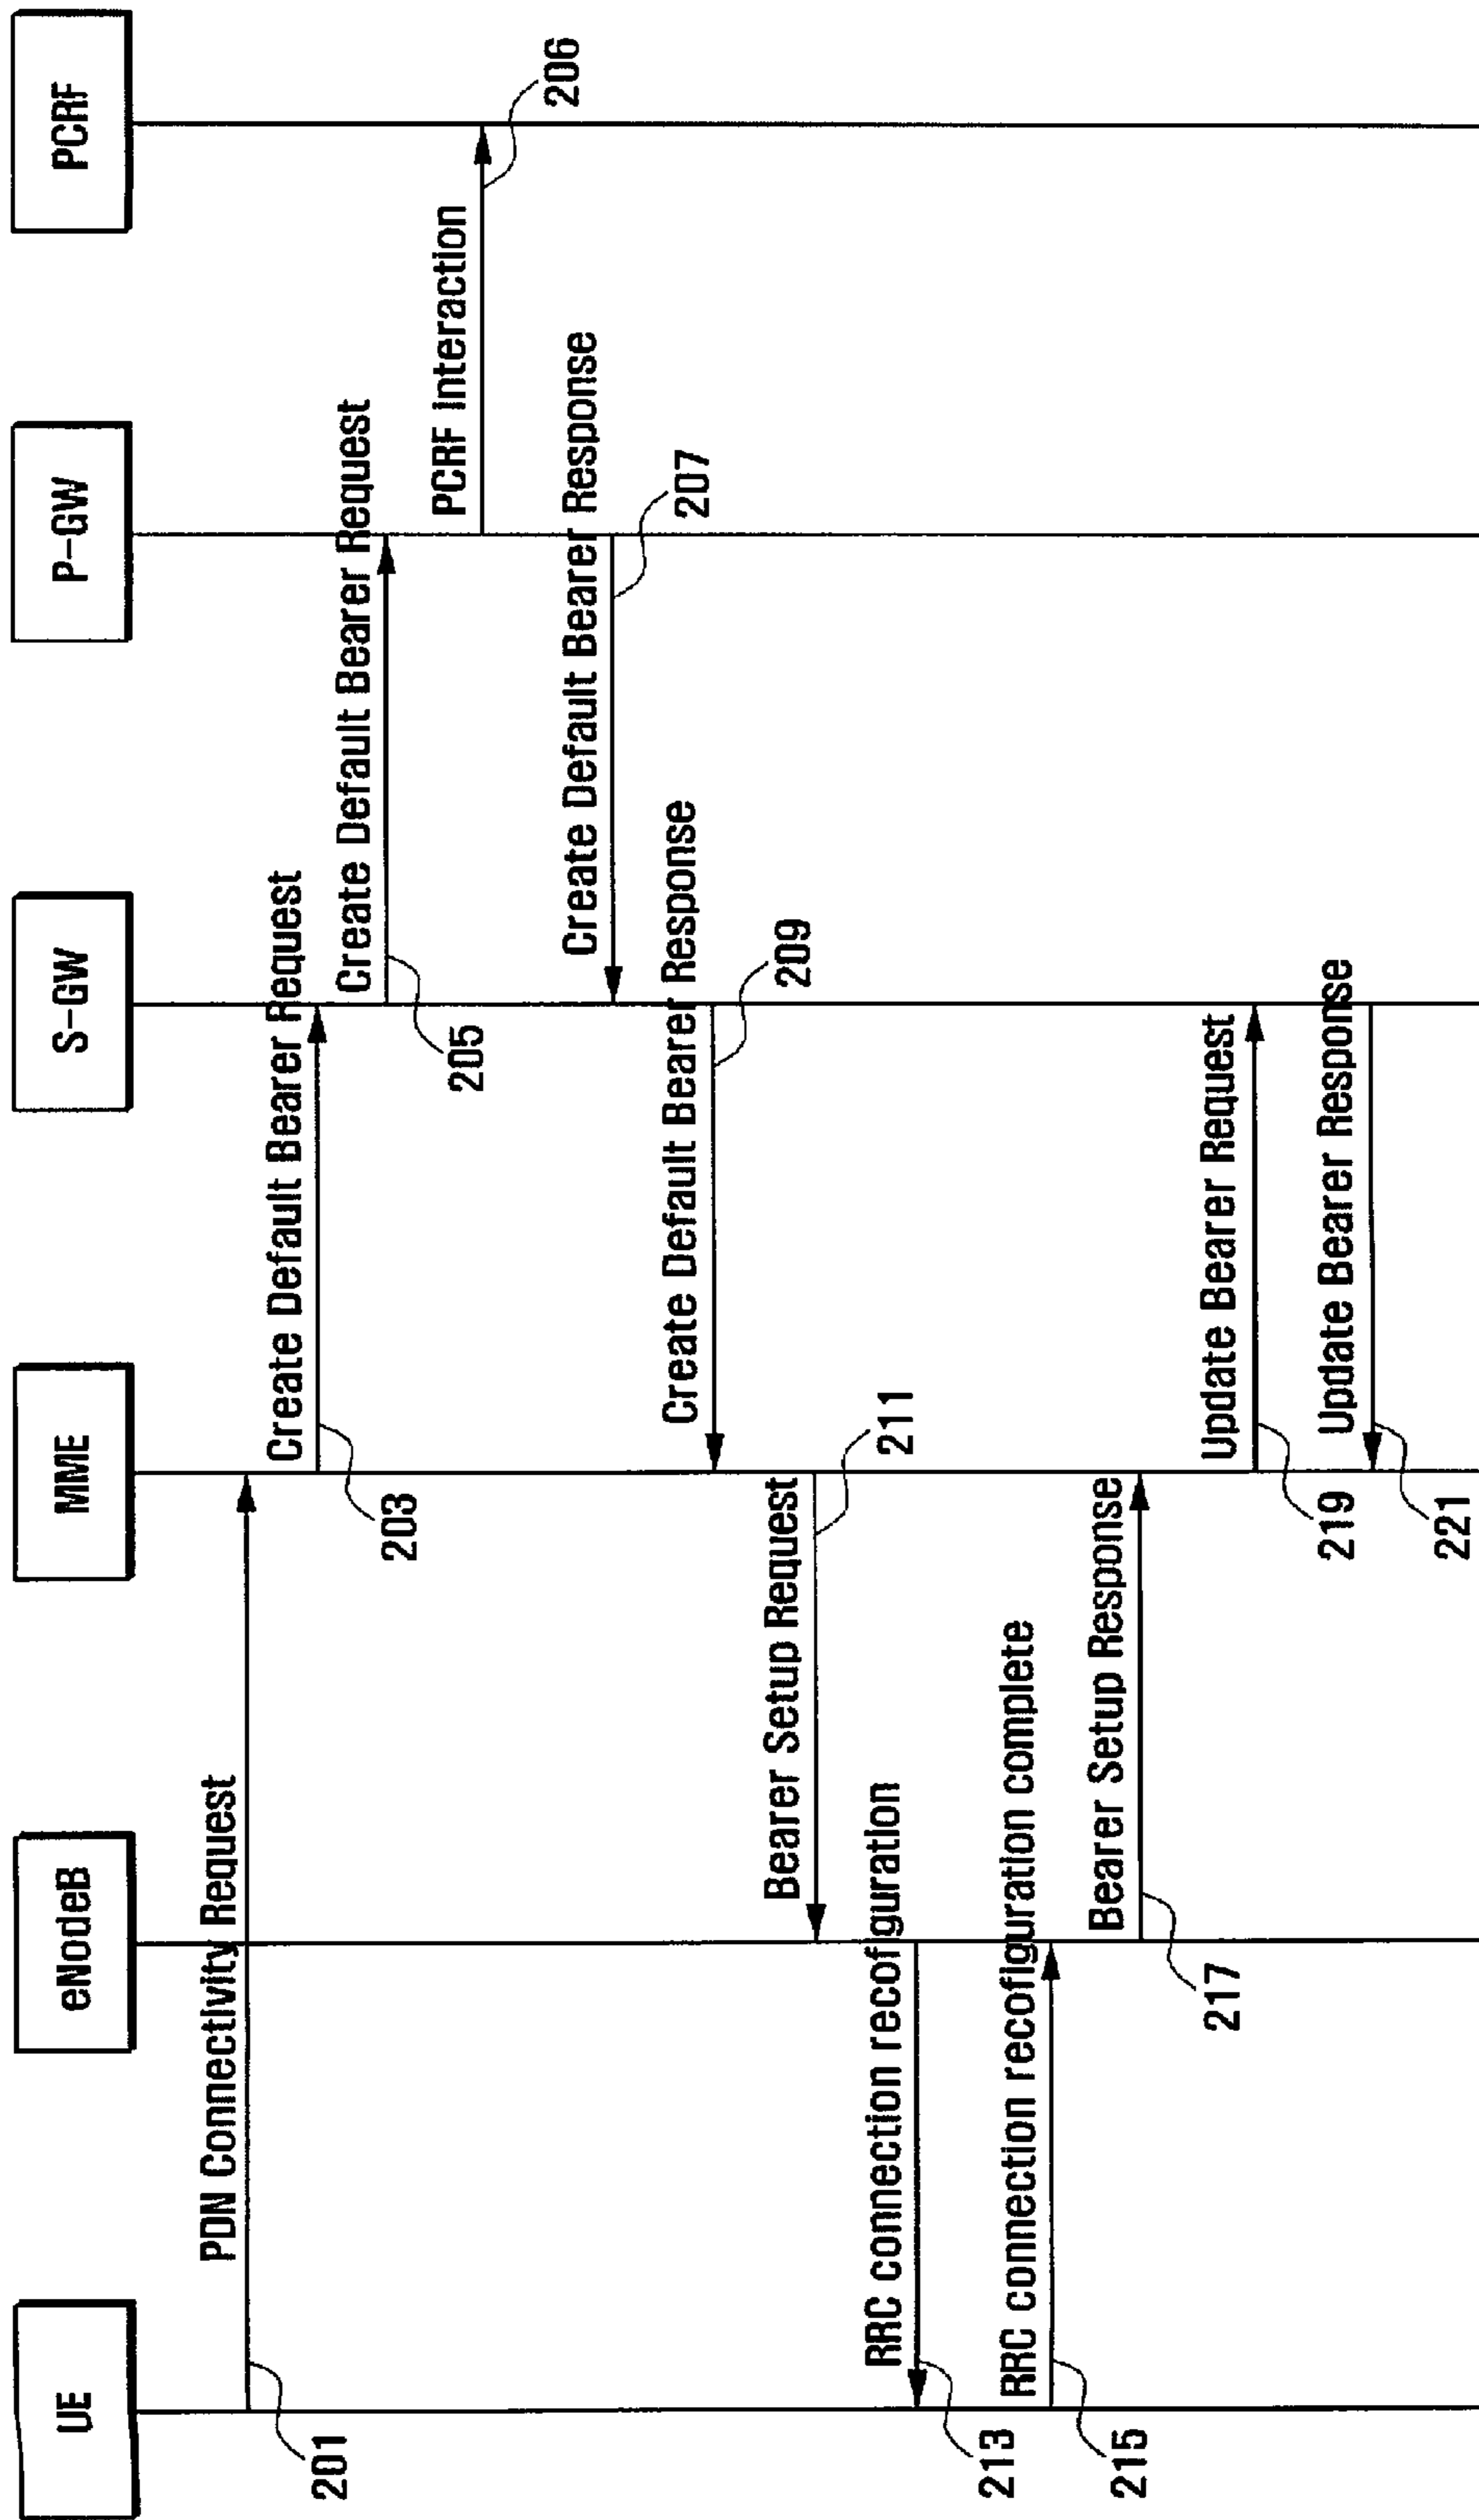 UE
eNodeB
MME
S-GW
P-GW
PCRF
PDN Connectivity Request
201
Create Default Bearer Request
203
Create Default Bearer Request
205
PCRF interaction
206
Create Default Bearer Response
207
Create Default Bearer Response
209
Bearer Setup Request
211
RRC connection recofiguration
213
RRC connection recofiguration complete
215
Bearer Setup Response
217
Update Bearer Request
219
Update Bearer Response
221